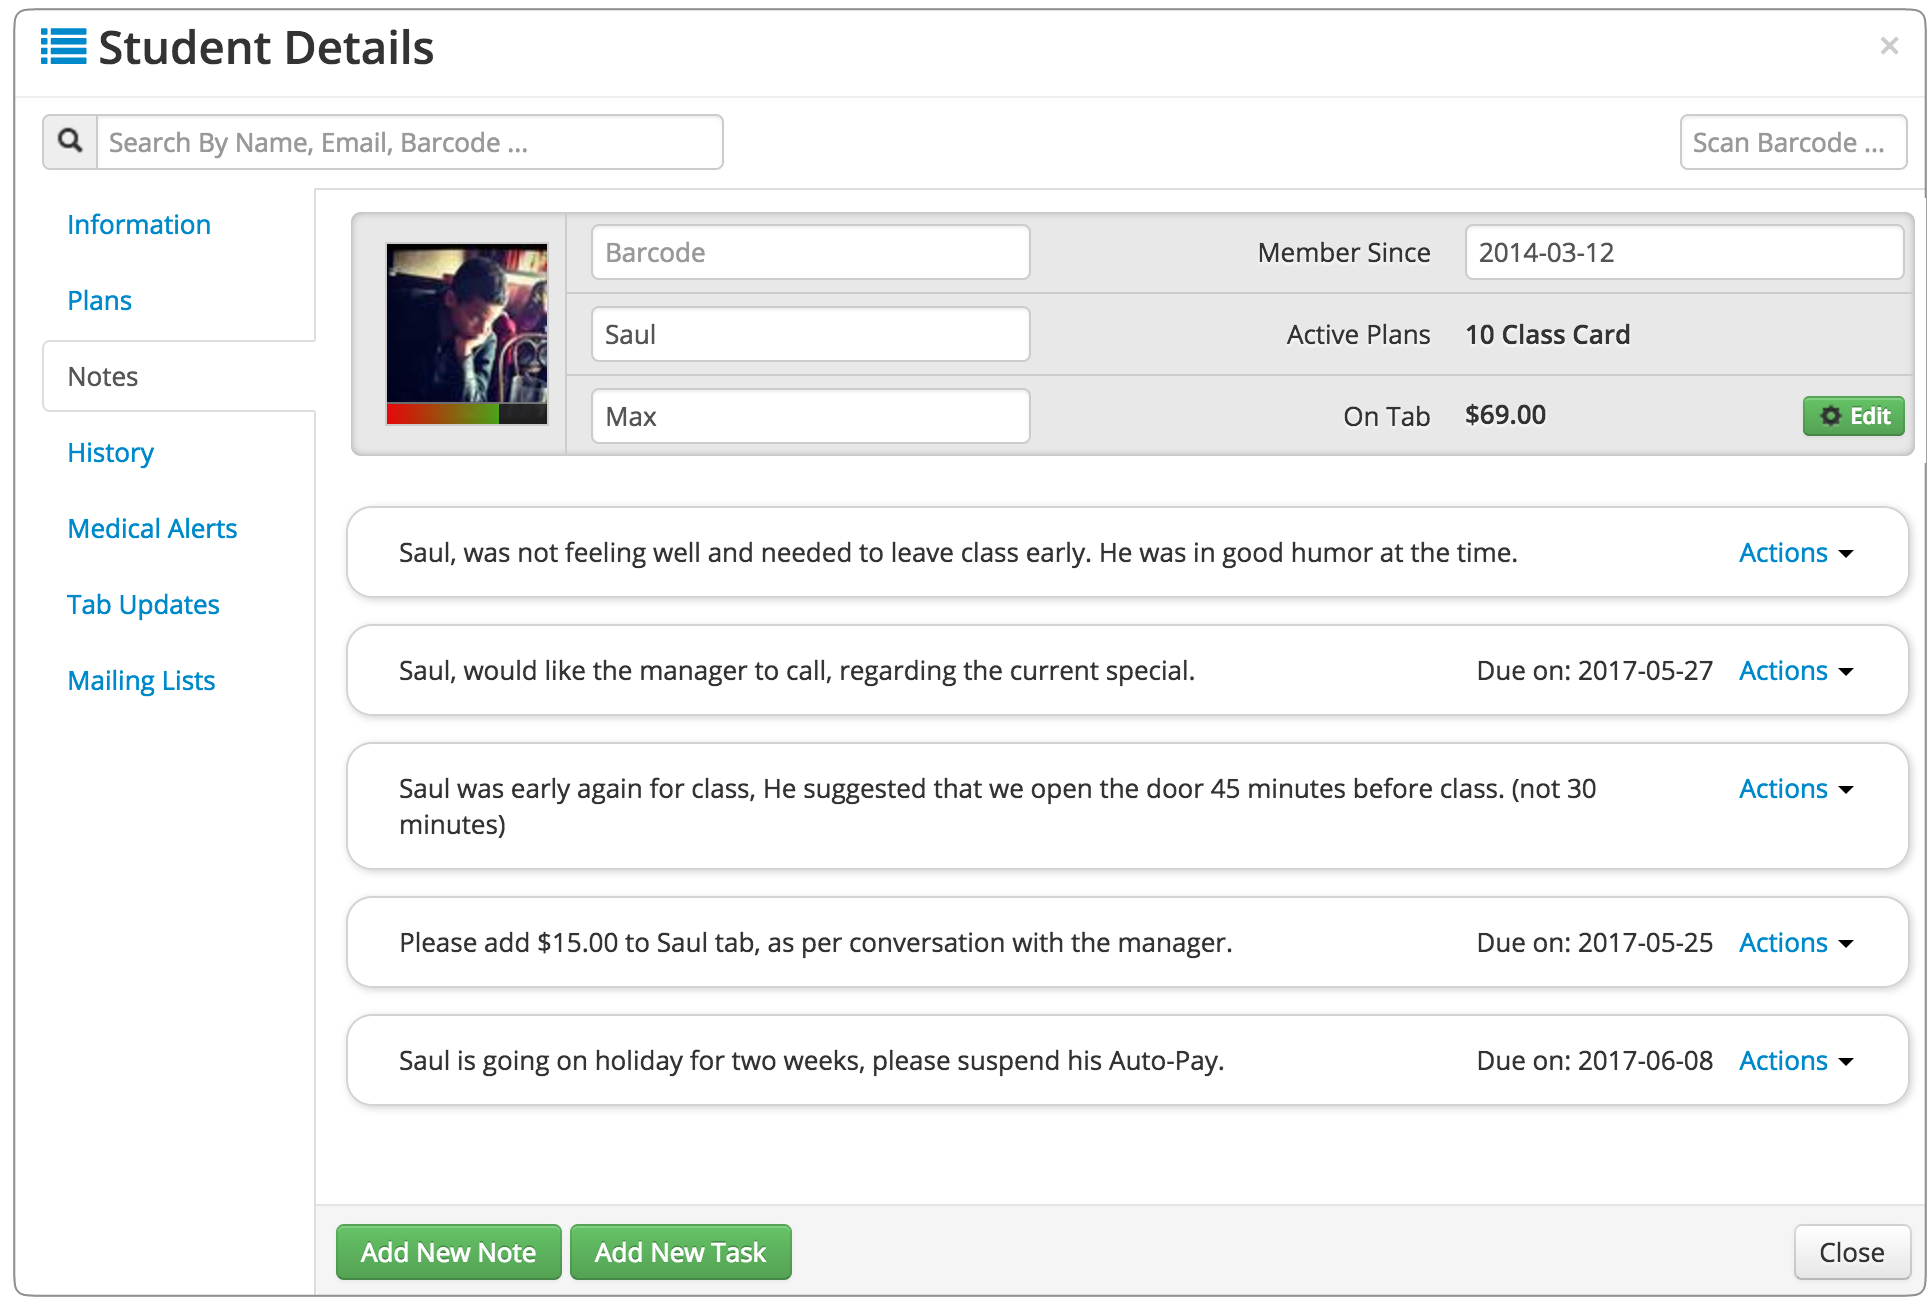 Student Details
×
Search By Name, Email, Barcode ...
Scan Barcode ...
Information
Plans
Notes
History
Medical Alerts
Tab Updates
Mailing Lists
Barcode
Member Since
2014-03-12
Saul
Active Plans
10 Class Card
Max
On Tab
$69.00
Edit
Saul, was not feeling well and needed to leave class early. He was in good humor at the time.
Actions
Saul, would like the manager to call, regarding the current special.
Due on: 2017-05-27
Actions
Saul was early again for class, He suggested that we open the door 45 minutes before class. (not 30
minutes)
Actions
Please add $15.00 to Saul tab, as per conversation with the manager.
Due on: 2017-05-25
Actions
Saul is going on holiday for two weeks, please suspend his Auto-Pay.
Due on: 2017-06-08
Actions
Add New Note
Add New Task
Close